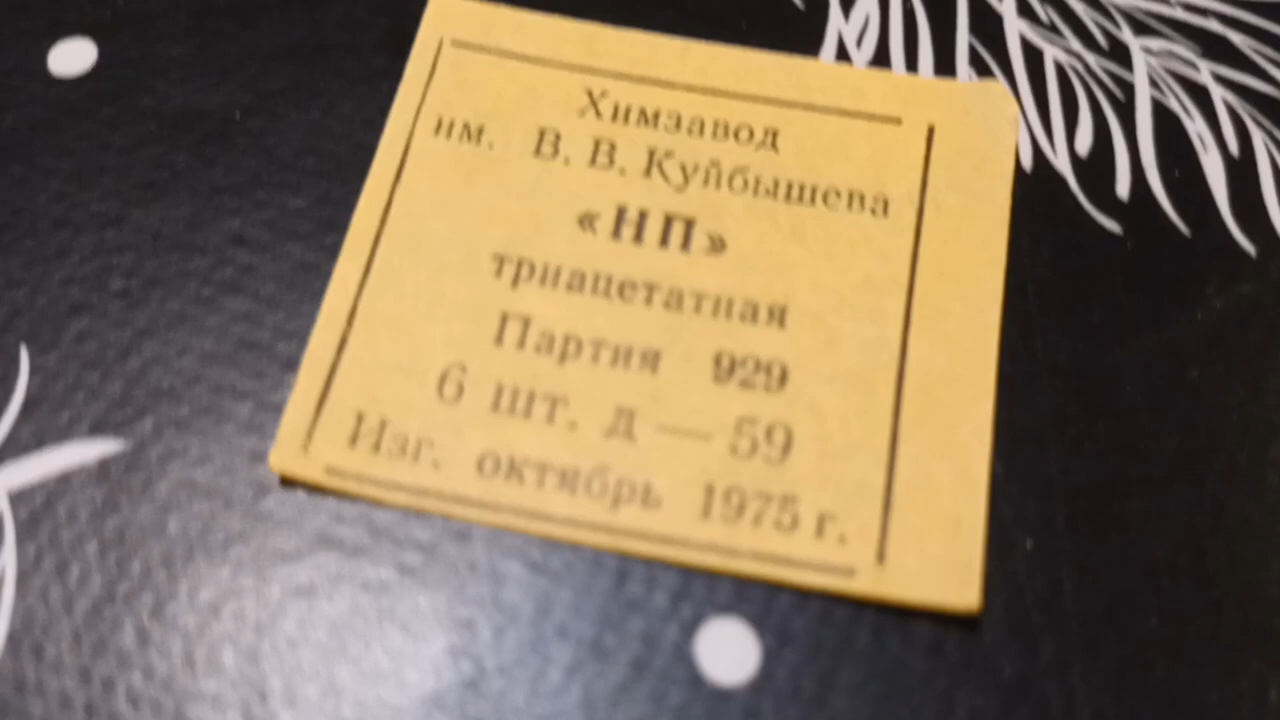 Химзавод
им. В. В. Куйбышева
«НП»
триацетатная
Партия 929
6 шт. д — 59
Изг. октябрь 1975 г.